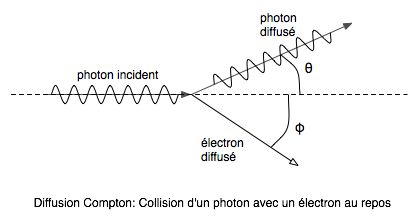 photon
diffusé
photon incident
θ
Φ
électron
diffusé
Diffusion Compton: Collision d'un photon avec un électron au repos